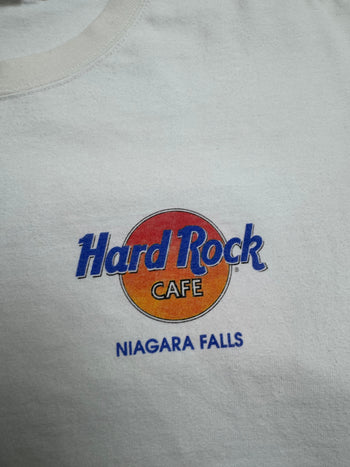 Hard Rock
CAFE
®
NIAGARA FALLS